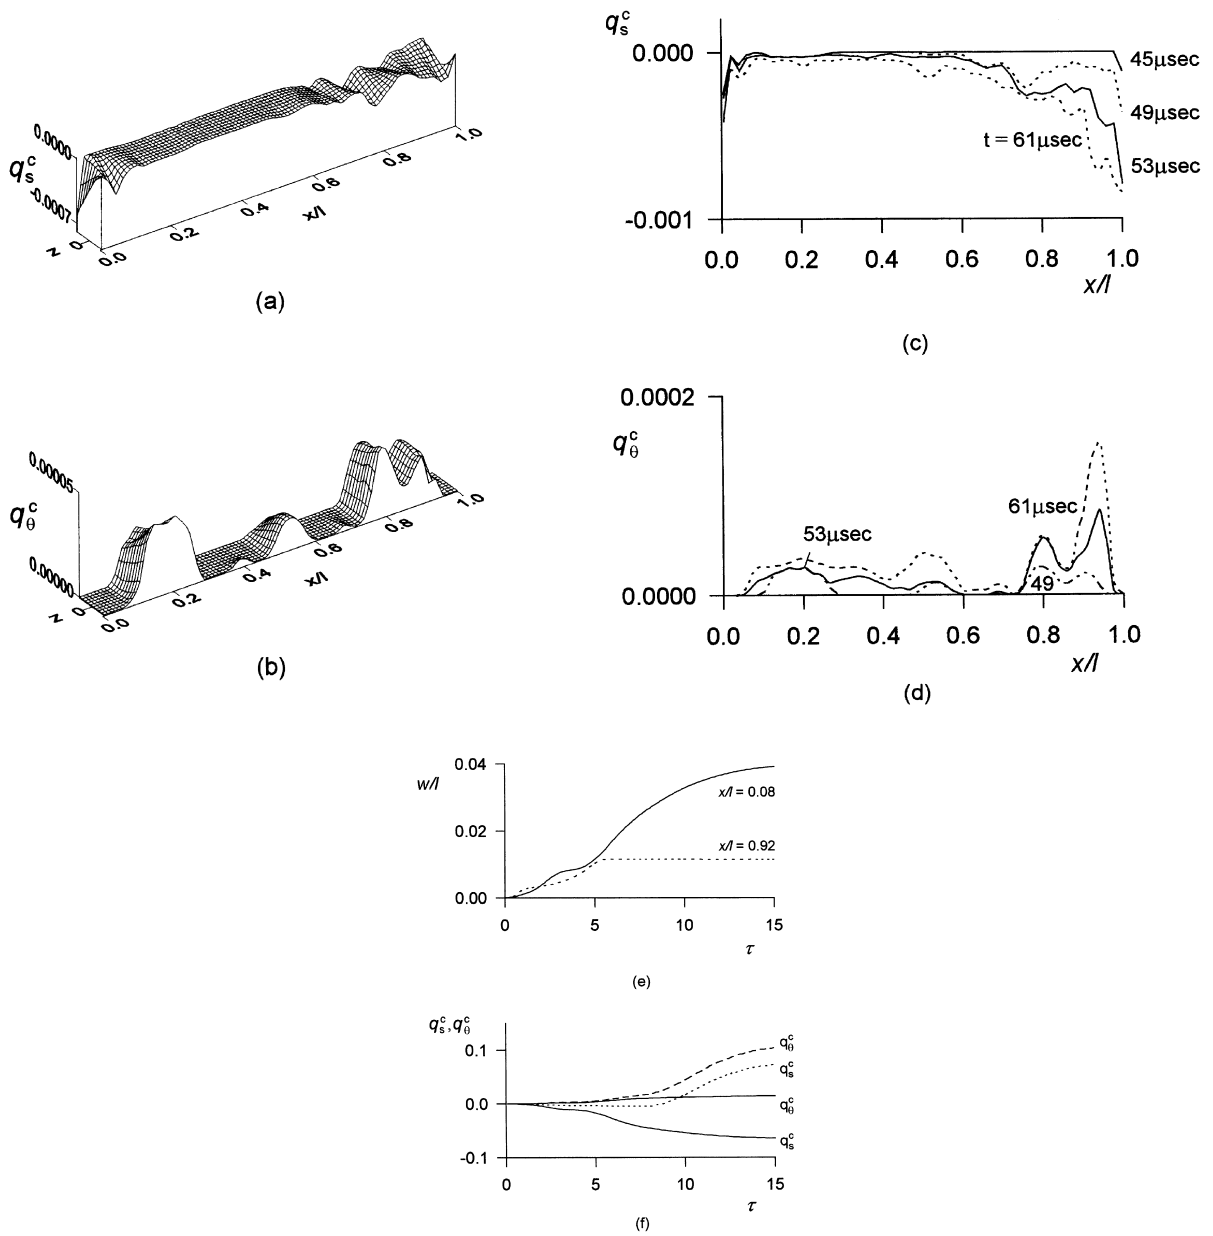 0.0000
q_s^c
-0.0007
z
0
0.0
0.2
0.4
x/l
0.6
0.8
1.0
(a)
q_s^c
0.000
-0.001
45μsec
49μsec
t = 61μsec
53μsec
0.0 0.2 0.4 0.6 0.8 1.0
x/l
(c)
0.00005
q_θ^c
0.00000
z
0
0.0
0.2
0.4
x/l
0.6
0.8
1.0
(b)
0.0002
q_θ^c
0.0000
53μsec
61μsec
49
0.0 0.2 0.4 0.6 0.8 1.0
x/l
(d)
w/l
0.04
0.02
0.00
x/l = 0.08
x/l = 0.92
0 5 10 15
τ
(e)
q_s^c, q_θ^c
0.1
0.0
-0.1
q_θ^c
q_s^c
q_θ^c
q_s^c
0 5 10 15
τ
(f)